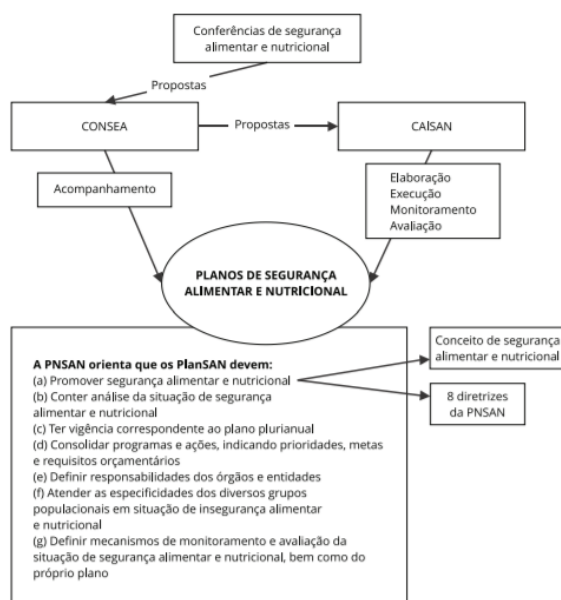 Conferências de segurança
alimentar e nutricional
Propostas
CONSEA
Propostas
CAISAN
Acompanhamento
Elaboração
Execução
Monitoramento
Avaliação
PLANOS DE SEGURANÇA
ALIMENTAR E NUTRICIONAL
A PNSAN orienta que os PlanSAN devem:
(a) Promover segurança alimentar e nutricional
(b) Conter análise da situação de segurança
alimentar e nutricional
(c) Ter vigência correspondente ao plano plurianual
(d) Consolidar programas e ações, indicando prioridades, metas
e requisitos orçamentários
(e) Definir responsabilidades dos órgãos e entidades
(f) Atender as especificidades dos diversos grupos
populacionais em situação de insegurança alimentar
e nutricional
(g) Definir mecanismos de monitoramento e avaliação da
situação de segurança alimentar e nutricional, bem como do
próprio plano
Conceito de segurança
alimentar e nutricional
8 diretrizes
da PNSAN